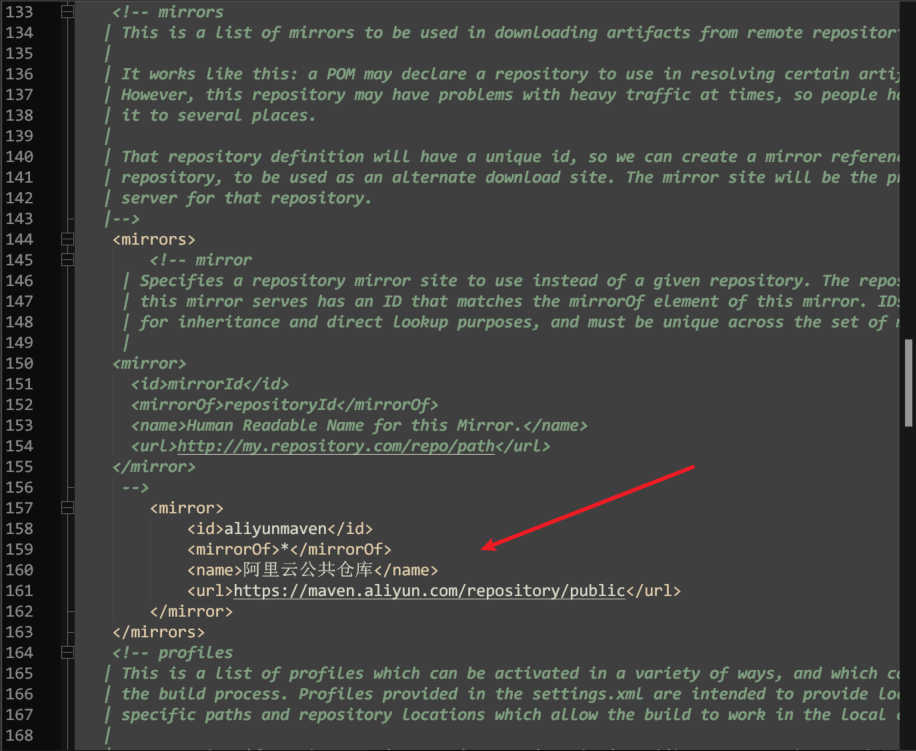 133 <!-- mirrors
134 | This is a list of mirrors to be used in downloading artifacts from remote
135 |
136 | It works like this: a POM may declare a repository to use in resolving certain
137 | However, this repository may have problems with heavy traffic at times, so people
138 | it to several places.
139 |
140 | That repository definition will have a unique id, so we can create a mirror
141 | repository, to be used as an alternate download site. The mirror site will be the
142 | server for that repository.
143 |-->
144 <mirrors>
145 <!-- mirror
146 | Specifies a repository mirror site to use instead of a given repository. The
147 | this mirror serves has an ID that matches the mirrorOf element of this mirror.
148 | for inheritance and direct lookup purposes, and must be unique across the set of
149 |
150 <mirror>
151 <id>mirrorId</id>
152 <mirrorOf>repositoryId</mirrorOf>
153 <name>Human Readable Name for this Mirror.</name>
154 <url>http://my.repository.com/repo/path</url>
155 </mirror>
156 -->
157 <mirror>
158 <id>aliyunmaven</id>
159 <mirrorOf>*</mirrorOf>
160 <name>阿里云公共仓库</name>
161 <url>https://maven.aliyun.com/repository/public</url>
162 </mirror>
163 </mirrors>
164 <!-- profiles
165 | This is a list of profiles which can be activated in a variety of ways, and which
166 | the build process. Profiles provided in the settings.xml are intended to provide
167 | specific paths and repository locations which allow the build to work in the local
168 |